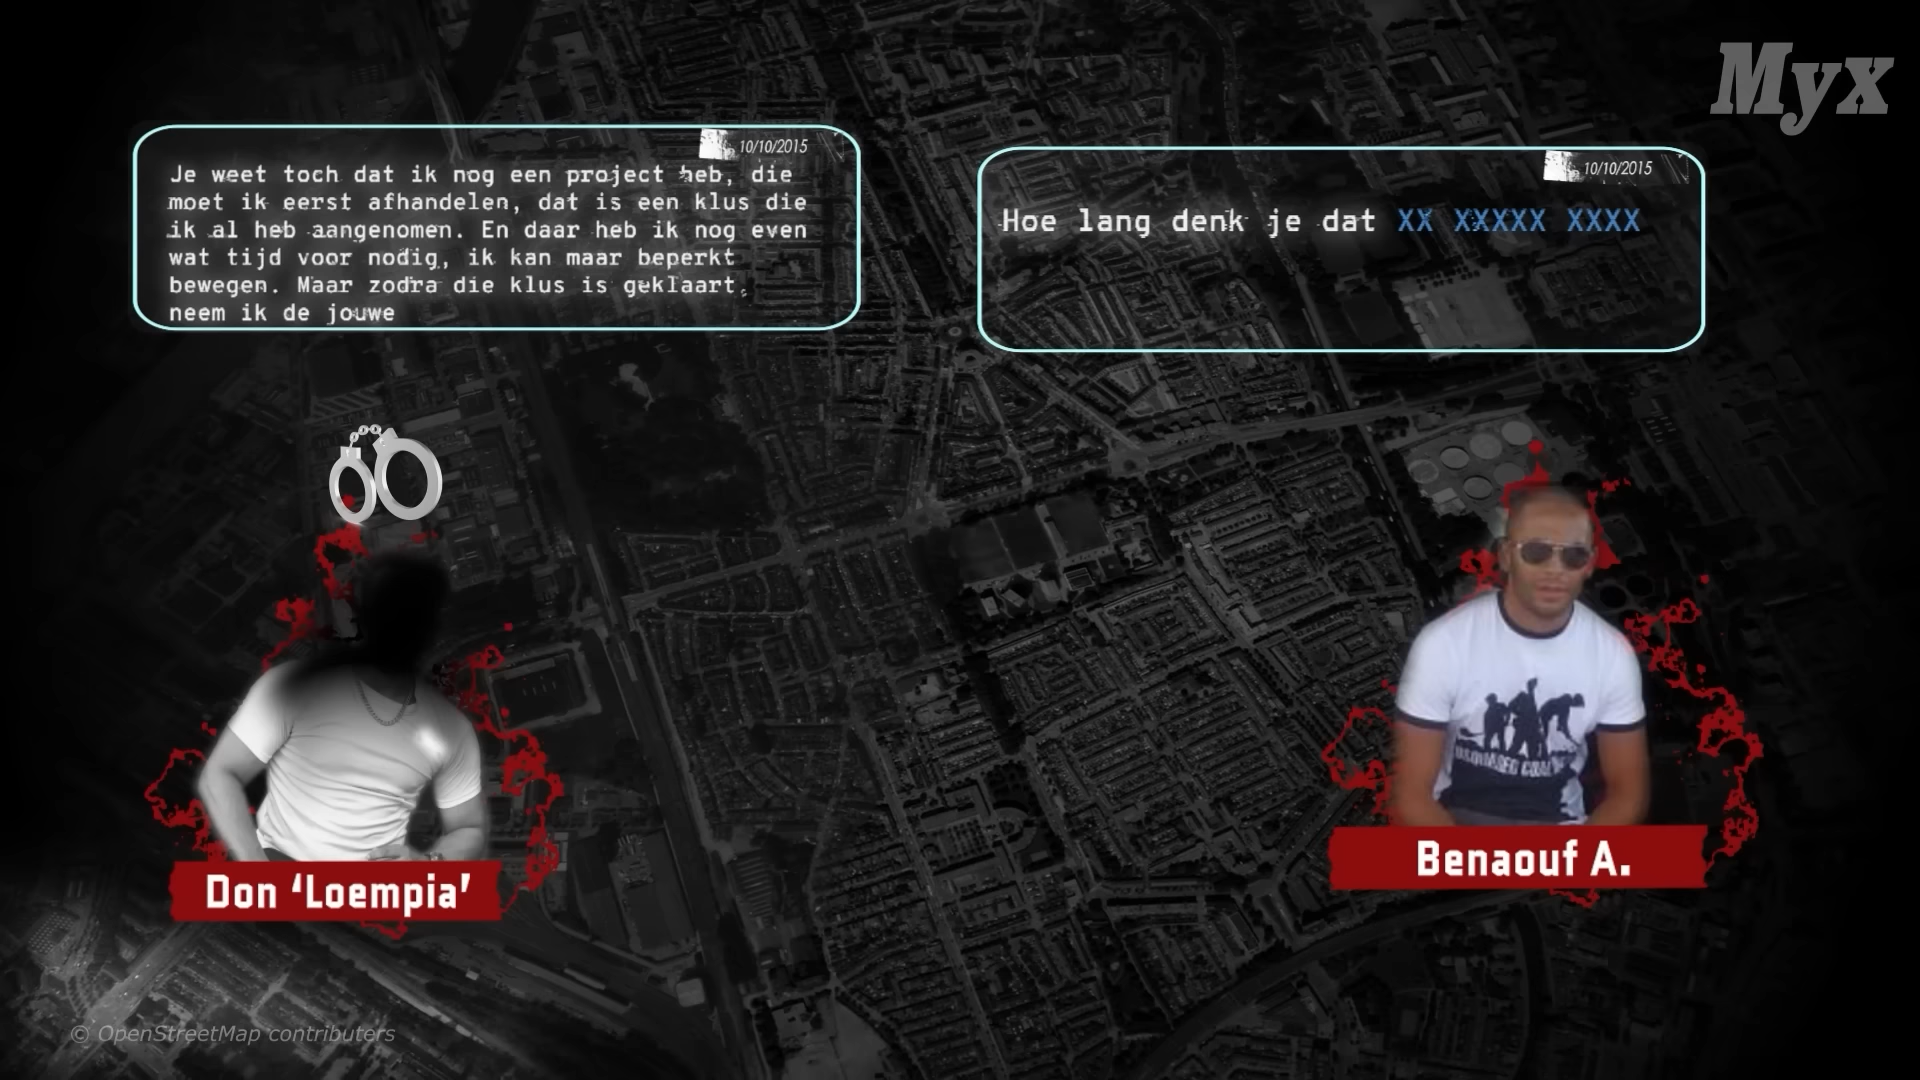 Myx
10/10/2015
Je weet toch dat ik nog een project heb, die
moet ik eerst afhandelen, dat is een klus die
ik al heb aangenomen. En daar heb ik nog even
wat tijd voor nodig, ik kan maar beperkt
bewegen. Maar zodra die klus is geklaart,
neem ik de jouwe
10/10/2015
Hoe lang denk je dat XX XXXXX XXXX
Don ‘Loempia’
Benaouf A.
© OpenStreetMap contributers